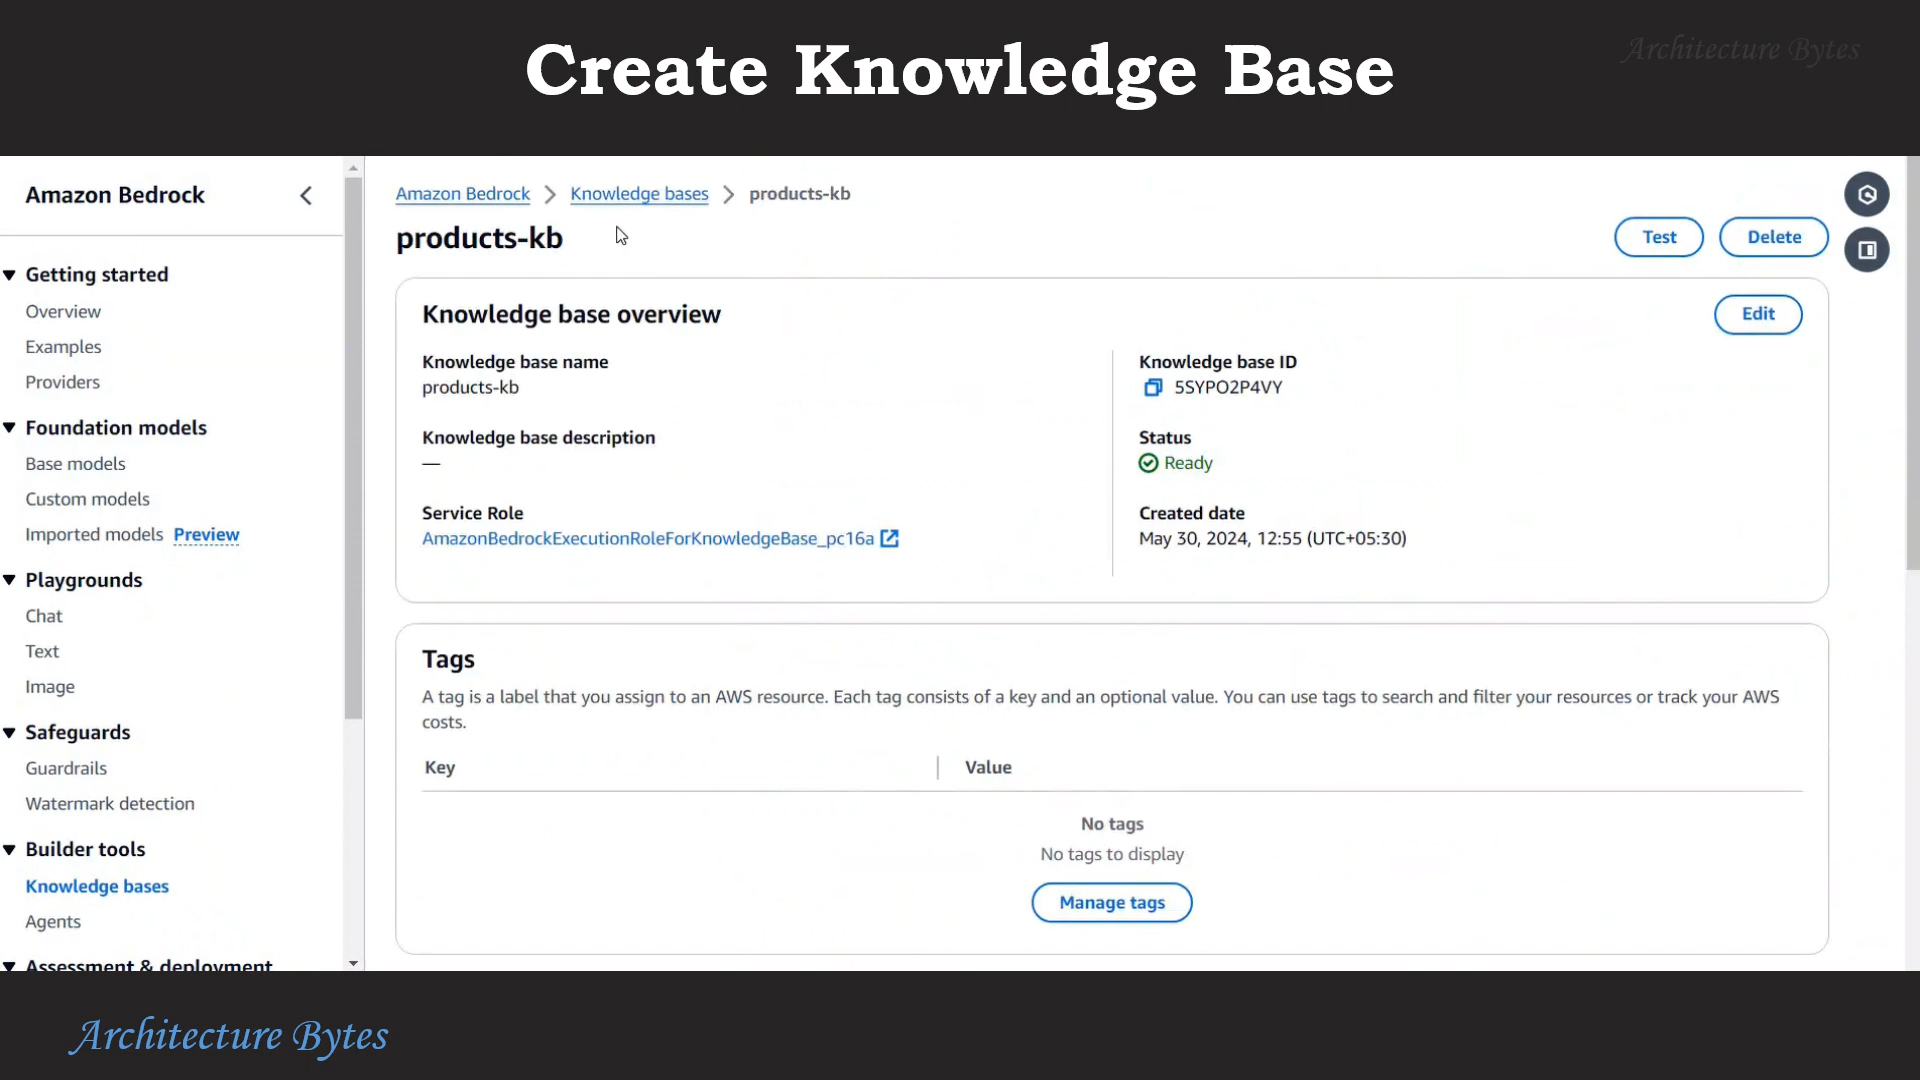 Create Knowledge Base
Architecture Bytes
Amazon Bedrock
Getting started
Overview
Examples
Providers
Foundation models
Base models
Custom models
Imported models Preview
Playgrounds
Chat
Text
Image
Safeguards
Guardrails
Watermark detection
Builder tools
Knowledge bases
Agents
Assessment & deployment
Amazon Bedrock > Knowledge bases > products-kb
products-kb
Test
Delete
Knowledge base overview
Edit
Knowledge base name
products-kb
Knowledge base description
—
Service Role
AmazonBedrockExecutionRoleForKnowledgeBase_pc16a
Knowledge base ID
5SYPO2P4VY
Status
Ready
Created date
May 30, 2024, 12:55 (UTC+05:30)
Tags
A tag is a label that you assign to an AWS resource. Each tag consists of a key and an optional value. You can use tags to search and filter your resources or track your AWS
costs.
Key
Value
No tags
No tags to display
Manage tags
Architecture Bytes